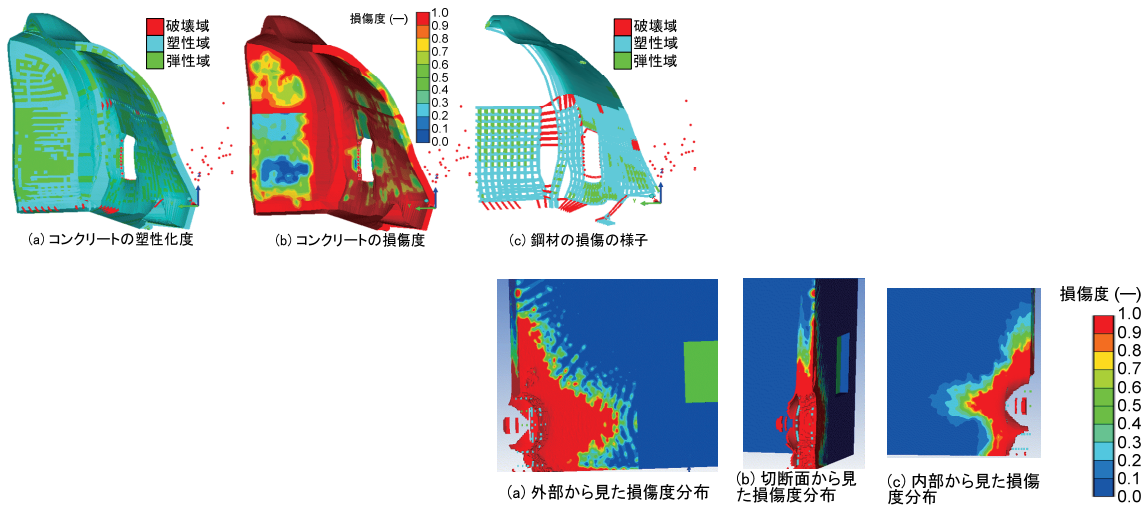 破壊域
塑性域
弾性域
(a) コンクリートの塑性化度
損傷度 (―)
1.0
0.9
0.8
0.7
0.6
0.5
0.4
0.3
0.2
0.1
0.0
(b) コンクリートの損傷度
破壊域
塑性域
弾性域
(c) 鋼材の損傷の様子
(a) 外部から見た損傷度分布
(b) 切断面から見
た損傷度分布
(c) 内部から見た損傷
度分布
損傷度 (―)
1.0
0.9
0.8
0.7
0.6
0.5
0.4
0.3
0.2
0.1
0.0